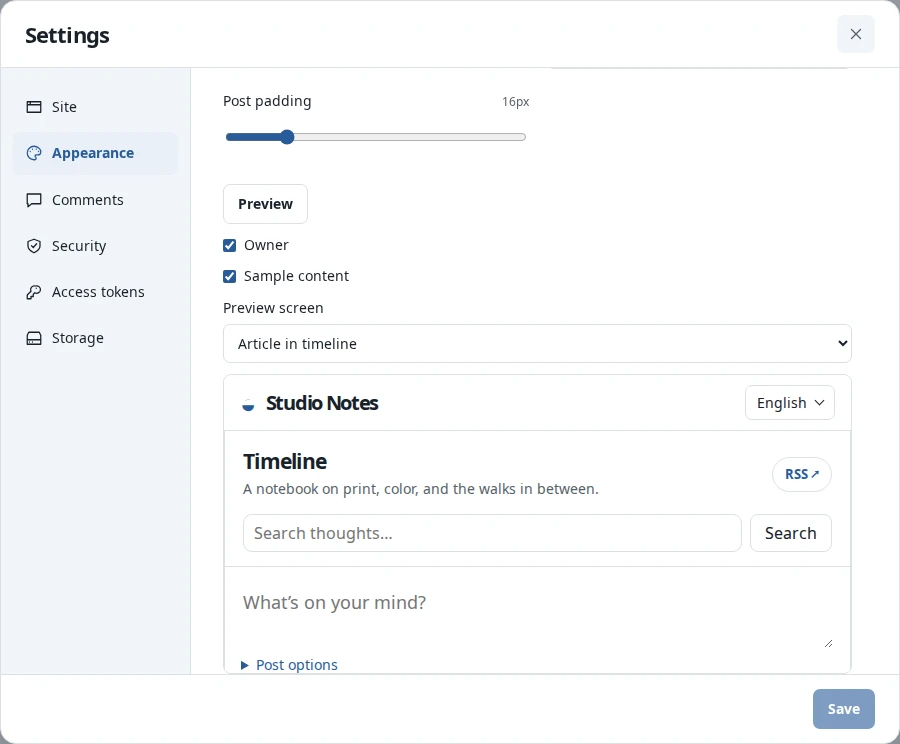 Settings
Site
Appearance
Comments
Security
Access tokens
Storage
Post padding
16px
Preview
Owner
Sample content
Preview screen
Article in timeline
Studio Notes
English
Timeline
RSS↗
A notebook on print, color, and the walks in between.
Search thoughts…
Search
What’s on your mind?
Post options
Save